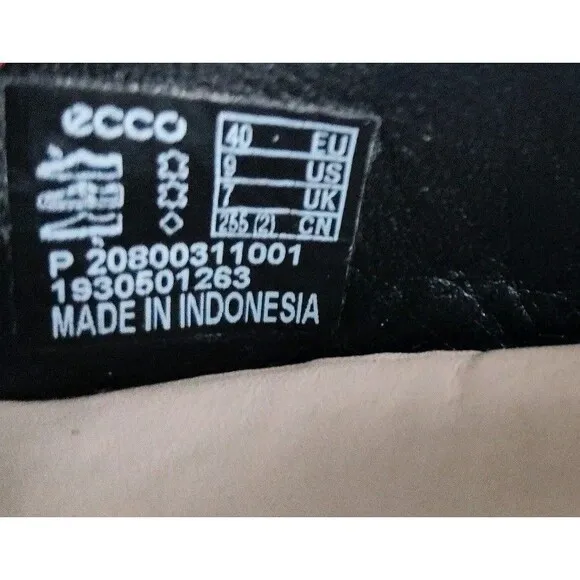 ecco
40 EU
9 US
7 UK
255 (2) CN
P 20800311001
1930501263
MADE IN INDONESIA